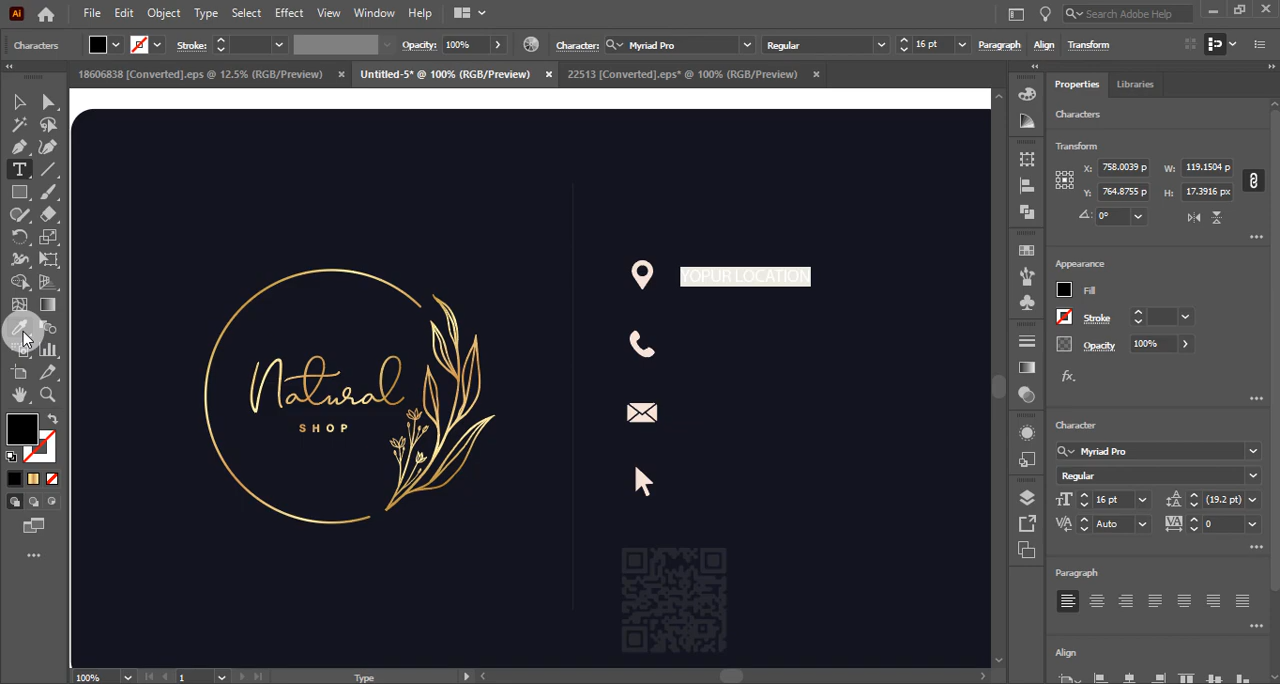 Ai File Edit Object Type Select Effect View Window Help Search Adobe Help
Characters Stroke: Opacity: 100% Character: Myriad Pro Regular 16 pt Paragraph Align Transform
18606838 [Converted].eps @ 12.5% (RGB/Preview) × Untitled-5* @ 100% (RGB/Preview) × 22513 [Converted].eps* @ 100% (RGB/Preview) ×
Properties Libraries
Characters
Transform
X: 758.0039 p W: 119.1504 p
Y: 764.8755 p H: 17.3916 px
0°
Appearance
Fill
Stroke
Opacity 100%
fx.
Character
Myriad Pro
Regular
16 pt (19.2 pt)
Auto 0
Paragraph
Align
YOPUR LOCATION
Natural
SHOP
100% 1 Type